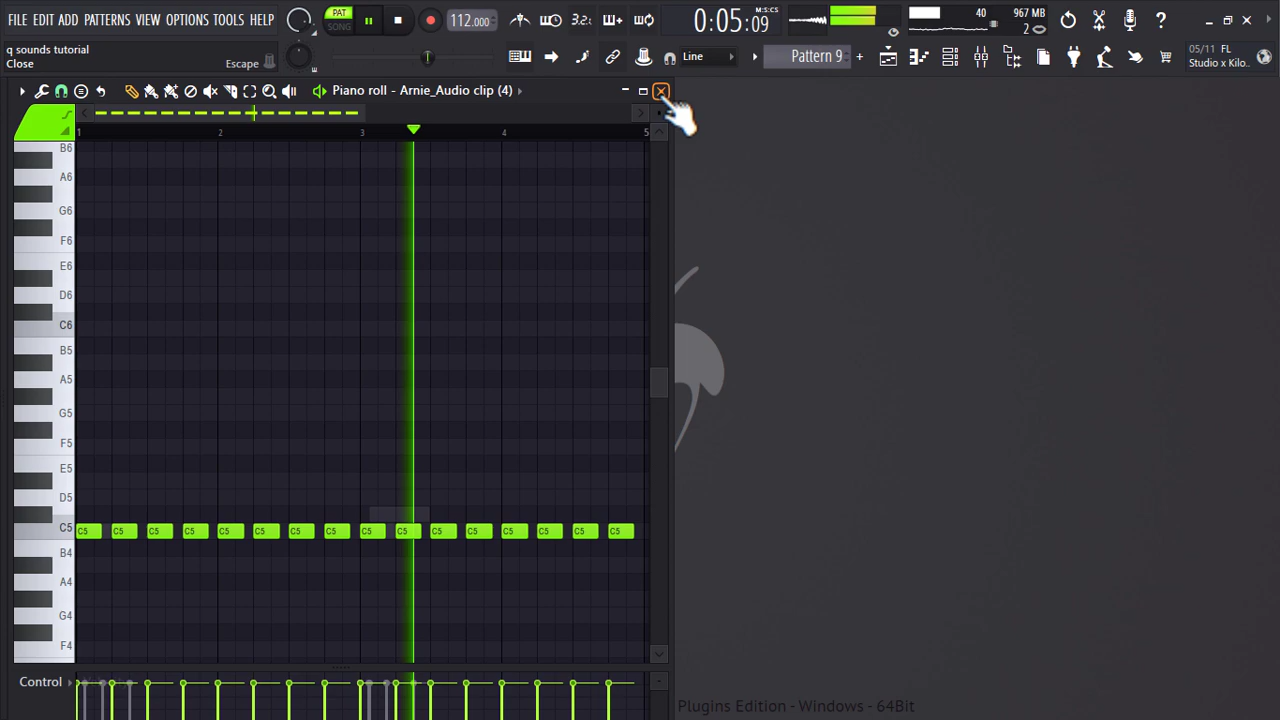 FILE EDIT ADD PATTERNS VIEW OPTIONS TOOLS HELP
PAT
SONG
112.000
3.2.
0:05:09
M:S:CS
40
967 MB
2
q sounds tutorial
Close
Escape
Line
Pattern 9
05/11 FL
Studio x Kilo..
Piano roll - Arnie_Audio clip (4)
1
2
3
4
5
B6
A6
G6
F6
E6
D6
C6
B5
A5
G5
F5
E5
D5
C5
C5 C5 C5 C5 C5 C5 C5 C5 C5 C5 C5 C5 C5 C5 C5 C5
B4
A4
G4
F4
Control
Plugins Edition - Windows - 64Bit